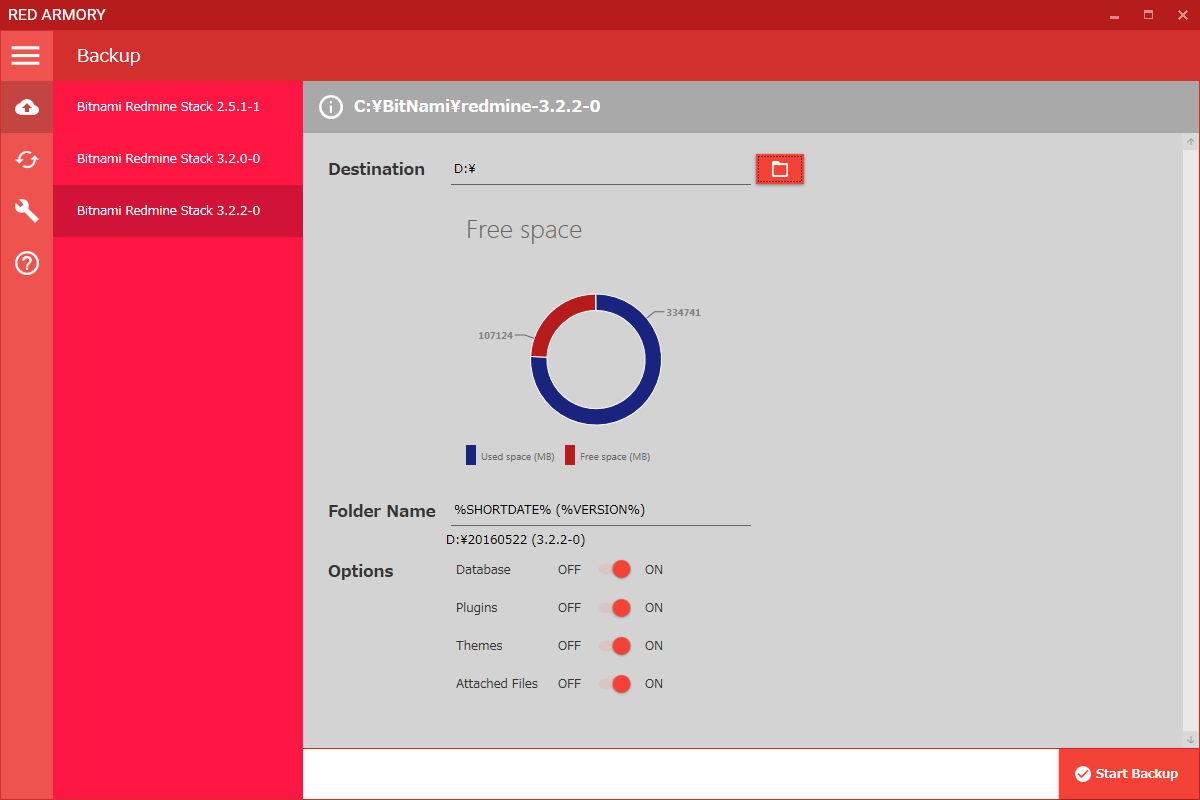 RED ARMORY
Backup
Bitnami Redmine Stack 2.5.1-1
Bitnami Redmine Stack 3.2.0-0
Bitnami Redmine Stack 3.2.2-0
C:¥BitNami¥redmine-3.2.2-0
Destination D:¥
Free space
334741
107124
Used space (MB) Free space (MB)
Folder Name %SHORTDATE% (%VERSION%)
D:¥20160522 (3.2.2-0)
Options Database OFF ON
Plugins OFF ON
Themes OFF ON
Attached Files OFF ON
Start Backup